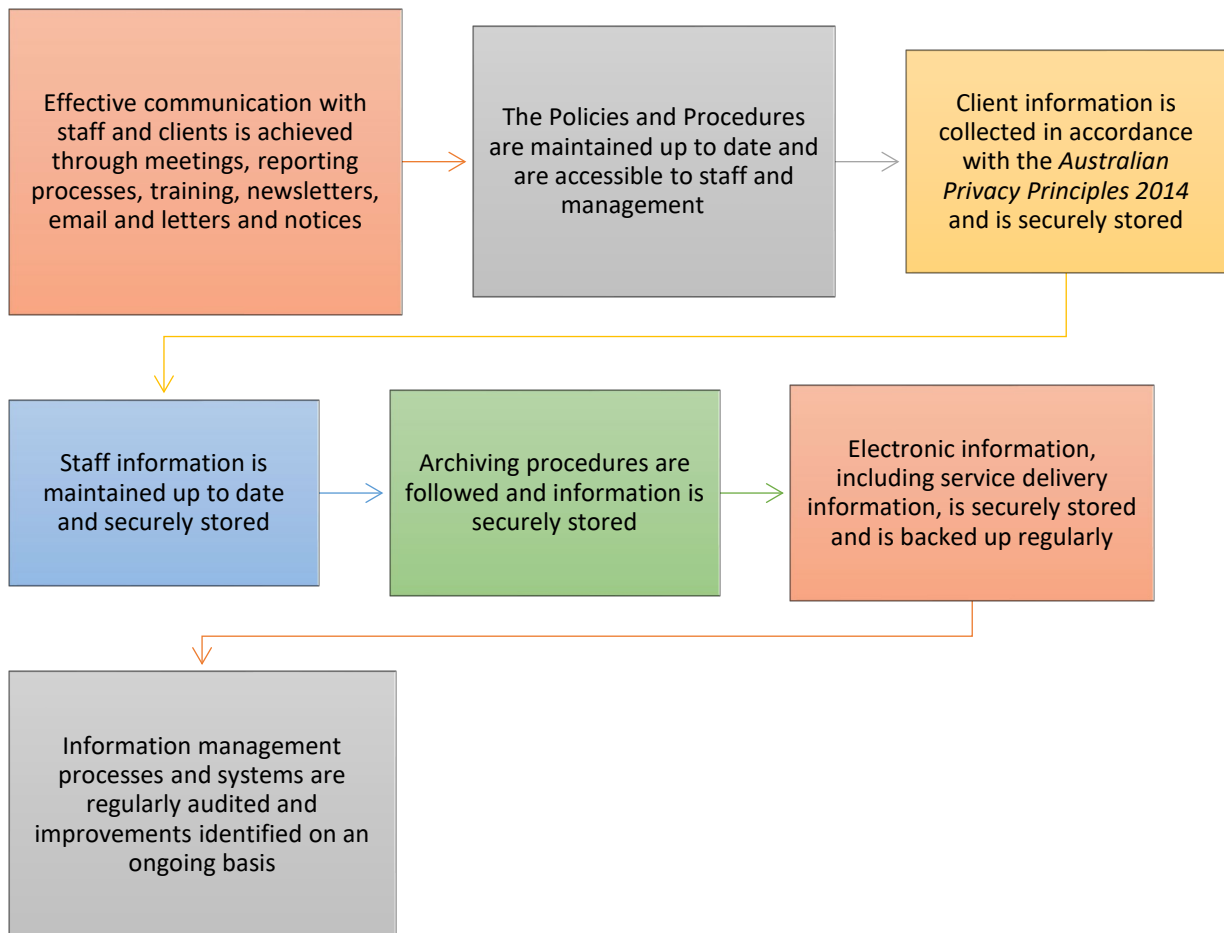 Effective communication with
staff and clients is achieved
through meetings, reporting
processes, training, newsletters,
email and letters and notices
The Policies and Procedures
are maintained up to date and
are accessible to staff and
management
Client information is
collected in accordance
with the Australian
Privacy Principles 2014
and is securely stored
Staff information is
maintained up to date
and securely stored
Archiving procedures are
followed and information is
securely stored
Electronic information,
including service delivery
information, is securely stored
and is backed up regularly
Information management
processes and systems are
regularly audited and
improvements identified on an
ongoing basis